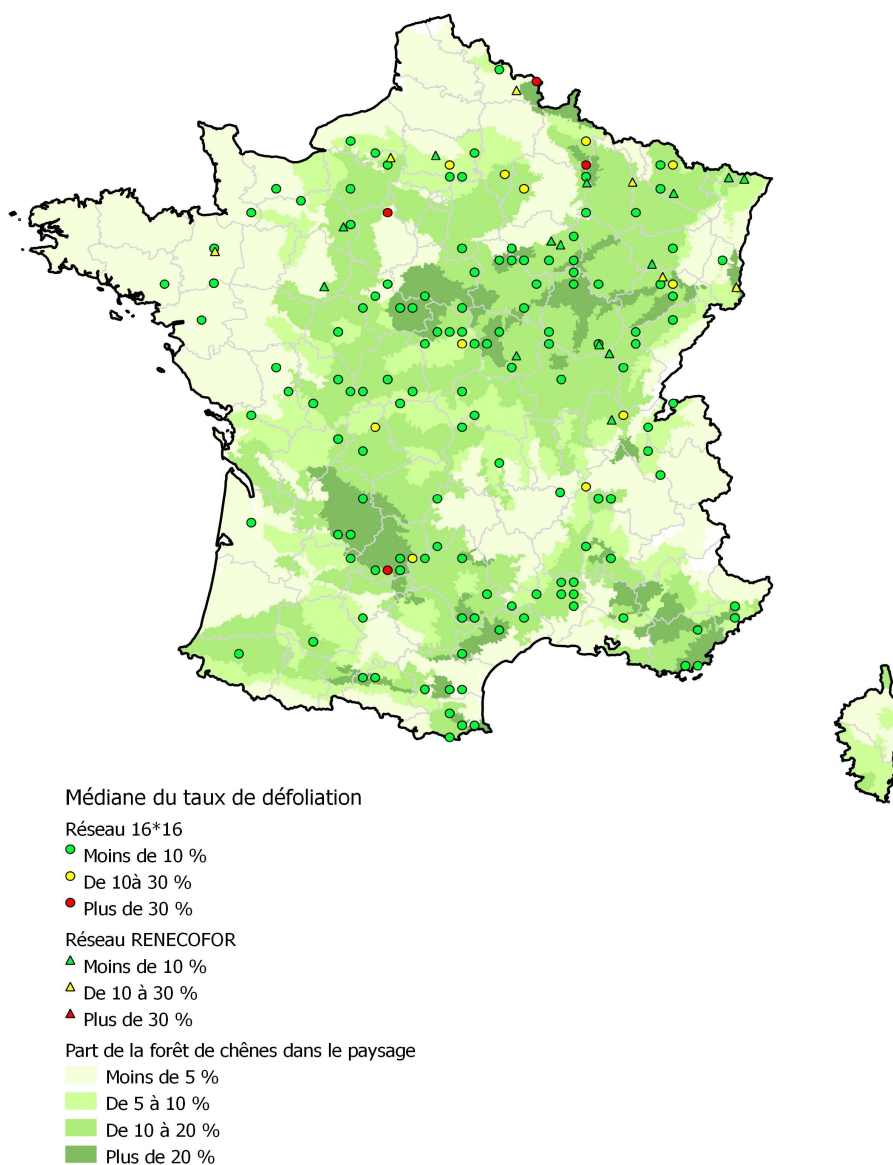 Médiane du taux de défoliation
Réseau 16*16
Moins de 10 %
De 10à 30 %
Plus de 30 %
Réseau RENECOFOR
Moins de 10 %
De 10 à 30 %
Plus de 30 %
Part de la forêt de chênes dans le paysage
Moins de 5 %
De 5 à 10 %
De 10 à 20 %
Plus de 20 %